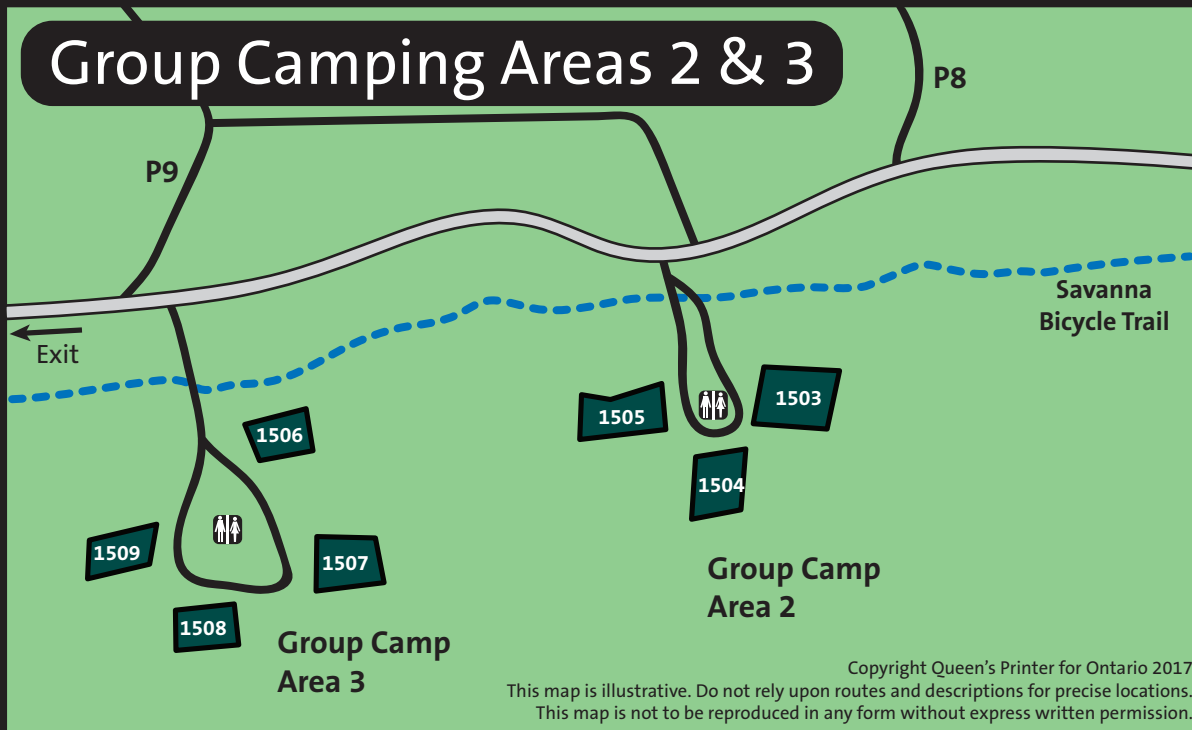 Group Camping Areas 2 & 3
P8
P9
Savanna
Bicycle Trail
Exit
1503
1505
1506
1504
1509
1507
1508
Group Camp
Area 2
Group Camp
Area 3
Copyright Queen's Printer for Ontario 2017
This map is illustrative. Do not rely upon routes and descriptions for precise locations.
This map is not to be reproduced in any form without express written permission.